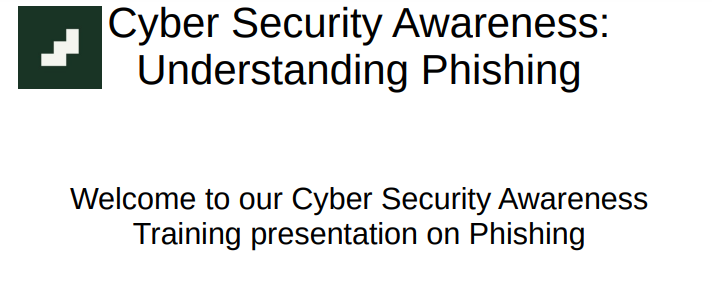 Cyber Security Awareness:
Understanding Phishing
Welcome to our Cyber Security Awareness
Training presentation on Phishing